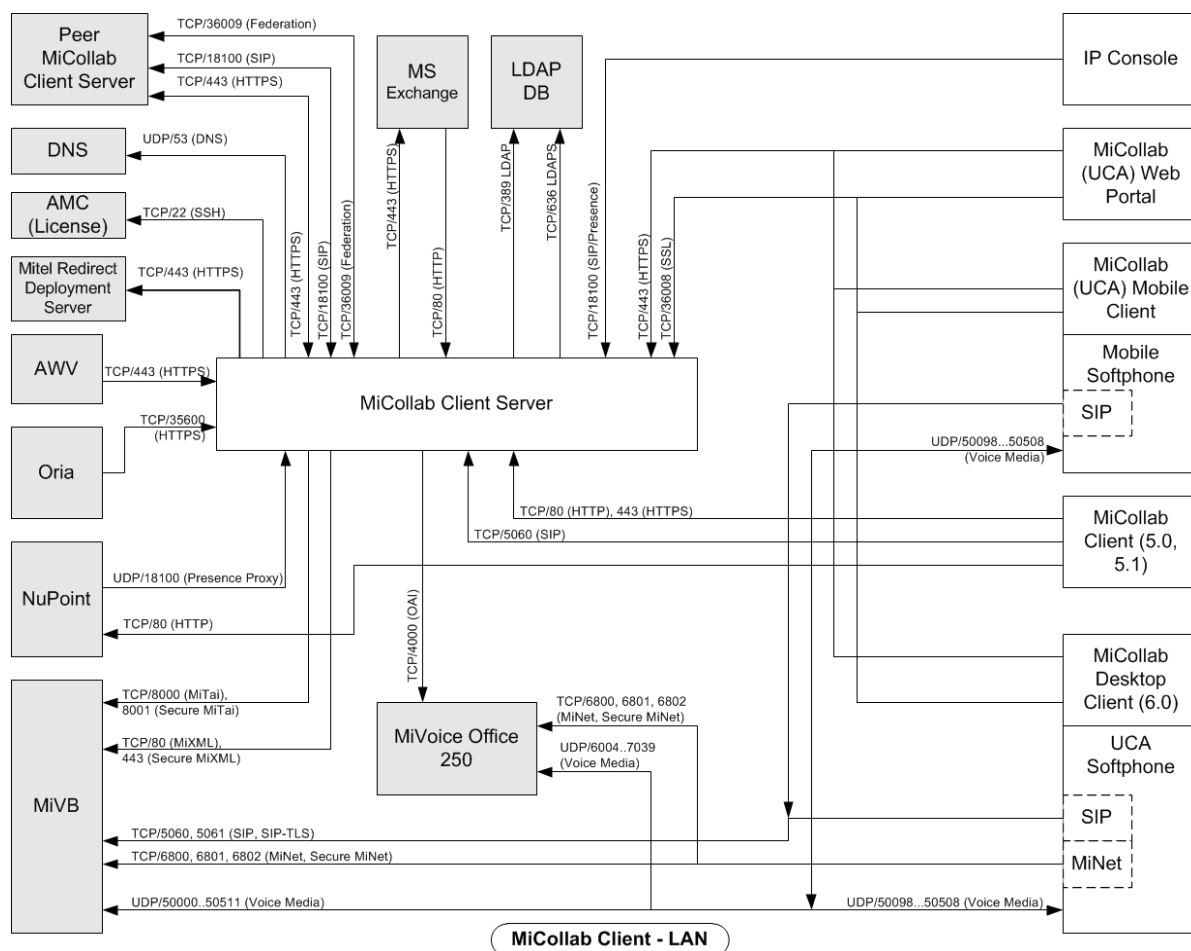 Peer
MiCollab
Client Server
TCP/36009 (Federation)
TCP/18100 (SIP)
TCP/443 (HTTPS)
MS
Exchange
LDAP
DB
IP Console
DNS
UDP/53 (DNS)
AMC
(License)
TCP/22 (SSH)
Mitel Redirect
Deployment
Server
TCP/443 (HTTPS)
MiCollab
(UCA) Web
Portal
MiCollab
(UCA) Mobile
Client
Mobile
Softphone
SIP
TCP/443 (HTTPS)
TCP/18100 (SIP)
TCP/36009 (Federation)
TCP/443 (HTTPS)
TCP/80 (HTTP)
TCP/389 LDAP
TCP/636 LDAPS
TCP/18100 (SIP/Presence)
TCP/443 (HTTPS)
TCP/36008 (SSL)
AWV
TCP/443 (HTTPS)
MiCollab Client Server
Oria
TCP/35600
(HTTPS)
UDP/50098...50508
(Voice Media)
NuPoint
UDP/18100 (Presence Proxy)
TCP/80 (HTTP)
TCP/80 (HTTP), 443 (HTTPS)
TCP/5060 (SIP)
MiCollab
Client (5.0,
5.1)
TCP/4000 (OAI)
MiVB
TCP/8000 (MiTai),
8001 (Secure MiTai)
TCP/80 (MiXML),
443 (Secure MiXML)
MiVoice Office
250
TCP/6800, 6801, 6802
(MiNet, Secure MiNet)
UDP/6004..7039
(Voice Media)
MiCollab
Desktop
Client (6.0)
UCA
Softphone
SIP
MiNet
TCP/5060, 5061 (SIP, SIP-TLS)
TCP/6800, 6801, 6802 (MiNet, Secure MiNet)
UDP/50000..50511 (Voice Media)
UDP/50098...50508 (Voice Media)
MiCollab Client - LAN